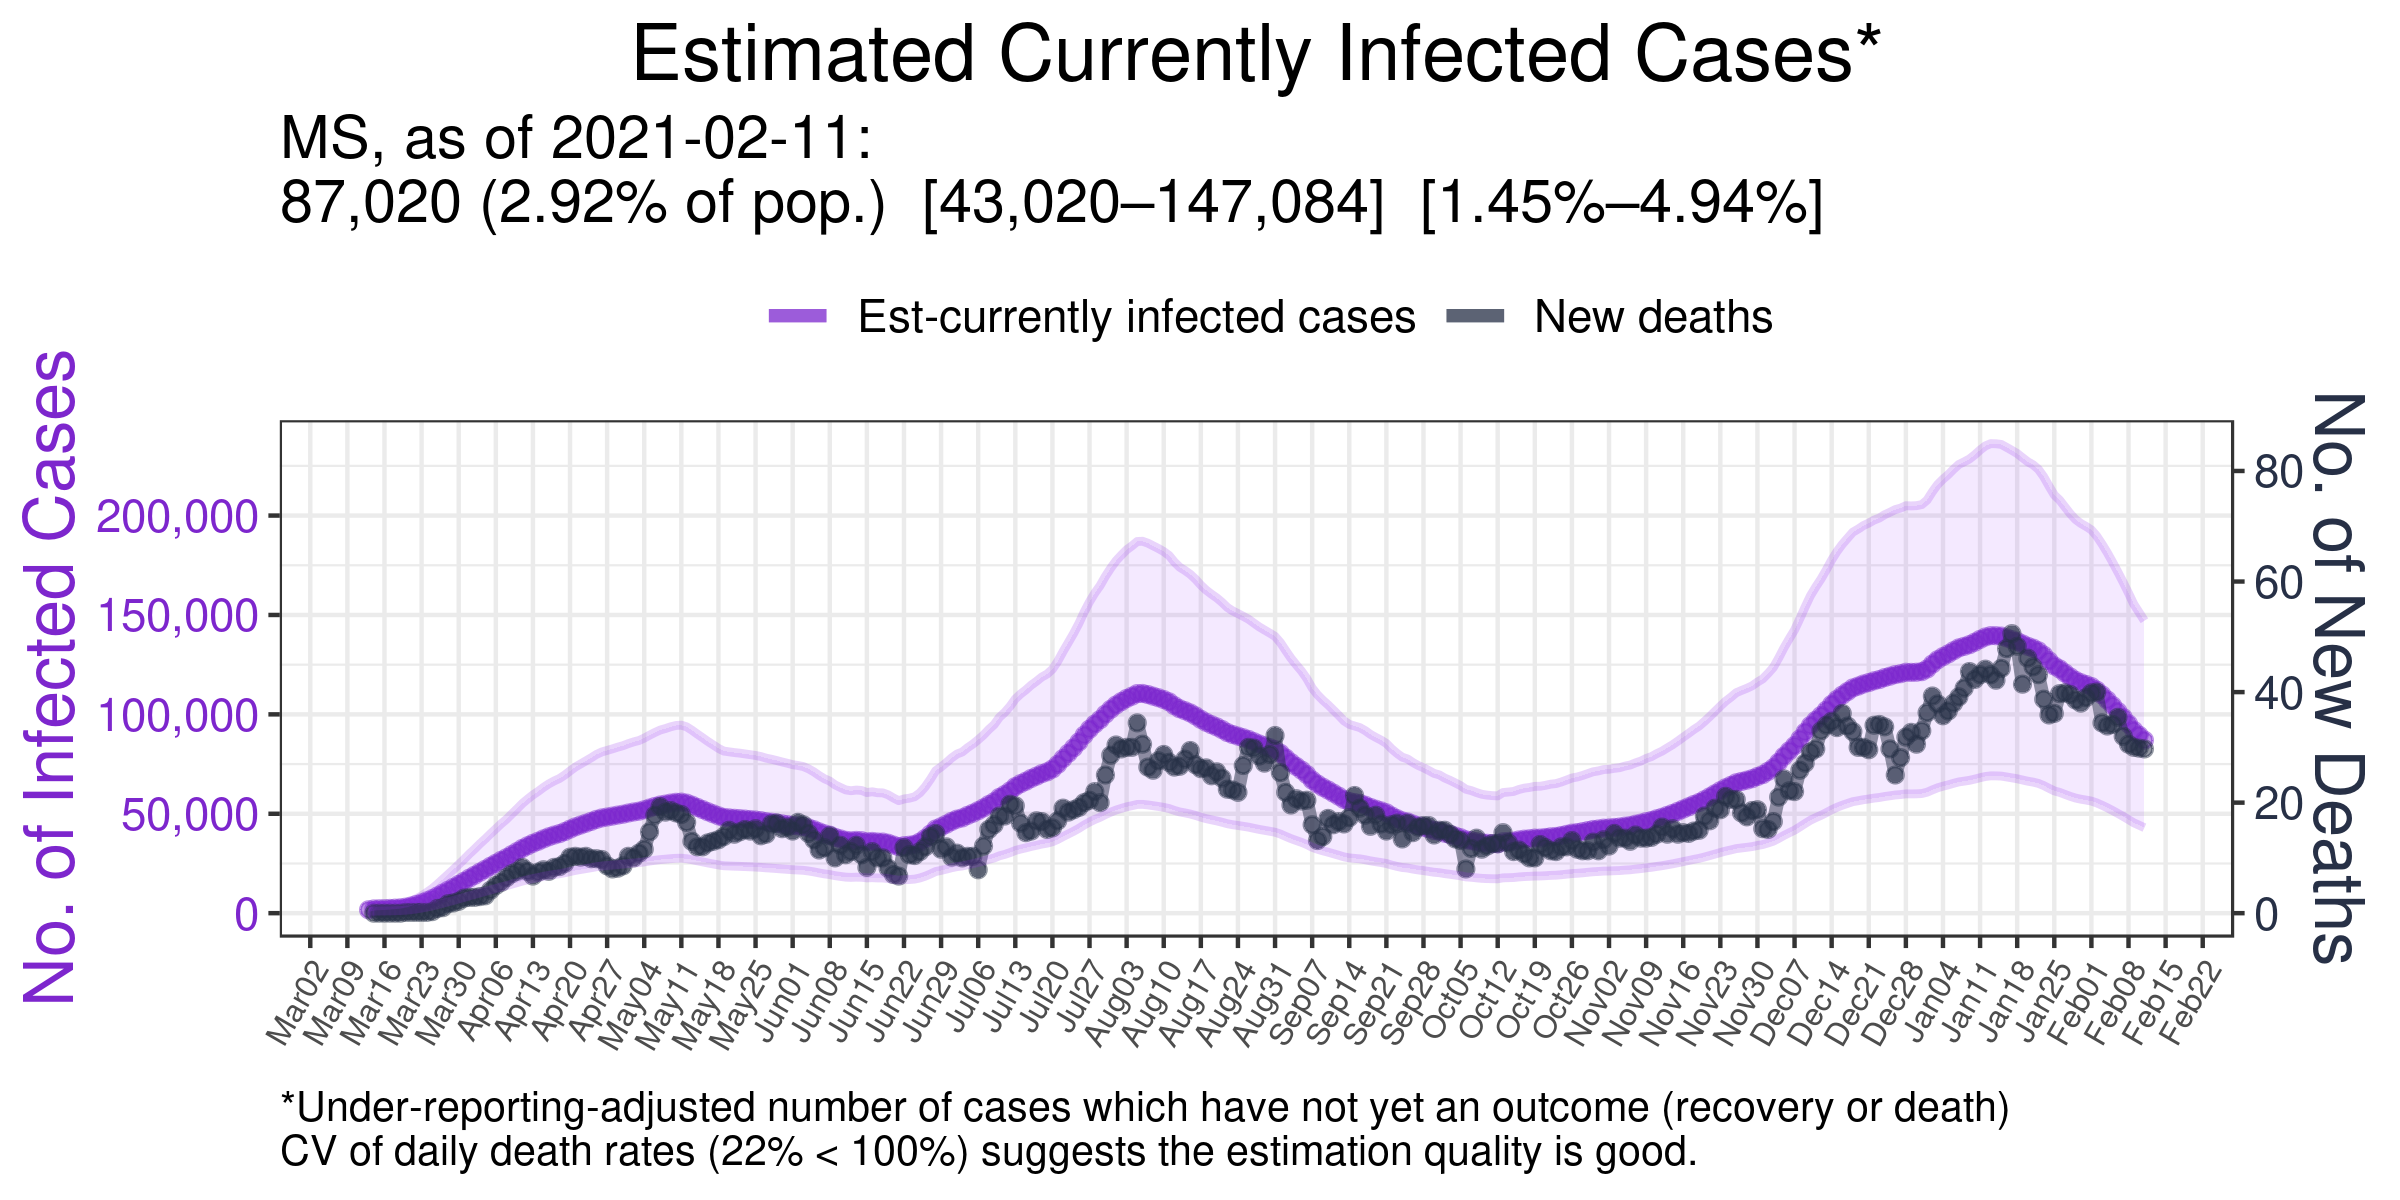 Estimated Currently Infected Cases*
MS, as of 2021-02-11:
87,020 (2.92% of pop.) [43,020–147,084] [1.45%–4.94%]
Est-currently infected cases New deaths
No. of Infected Cases
200,000
150,000
100,000
50,000
0
80
60
40
20
0
No. of New Deaths
Mar02 Mar09 Mar16 Mar23 Mar30 Apr06 Apr13 Apr20 Apr27 May04 May11 May18 May25 Jun01 Jun08 Jun15 Jun22 Jun29 Jul06 Jul13 Jul20 Jul27 Aug03 Aug10 Aug17 Aug24 Aug31 Sep07 Sep14 Sep21 Sep28 Oct05 Oct12 Oct19 Oct26 Nov02 Nov09 Nov16 Nov23 Nov30 Dec07 Dec14 Dec21 Dec28 Jan04 Jan11 Jan18 Jan25 Feb01 Feb08 Feb15 Feb22
*Under-reporting-adjusted number of cases which have not yet an outcome (recovery or death)
CV of daily death rates (22% < 100%) suggests the estimation quality is good.